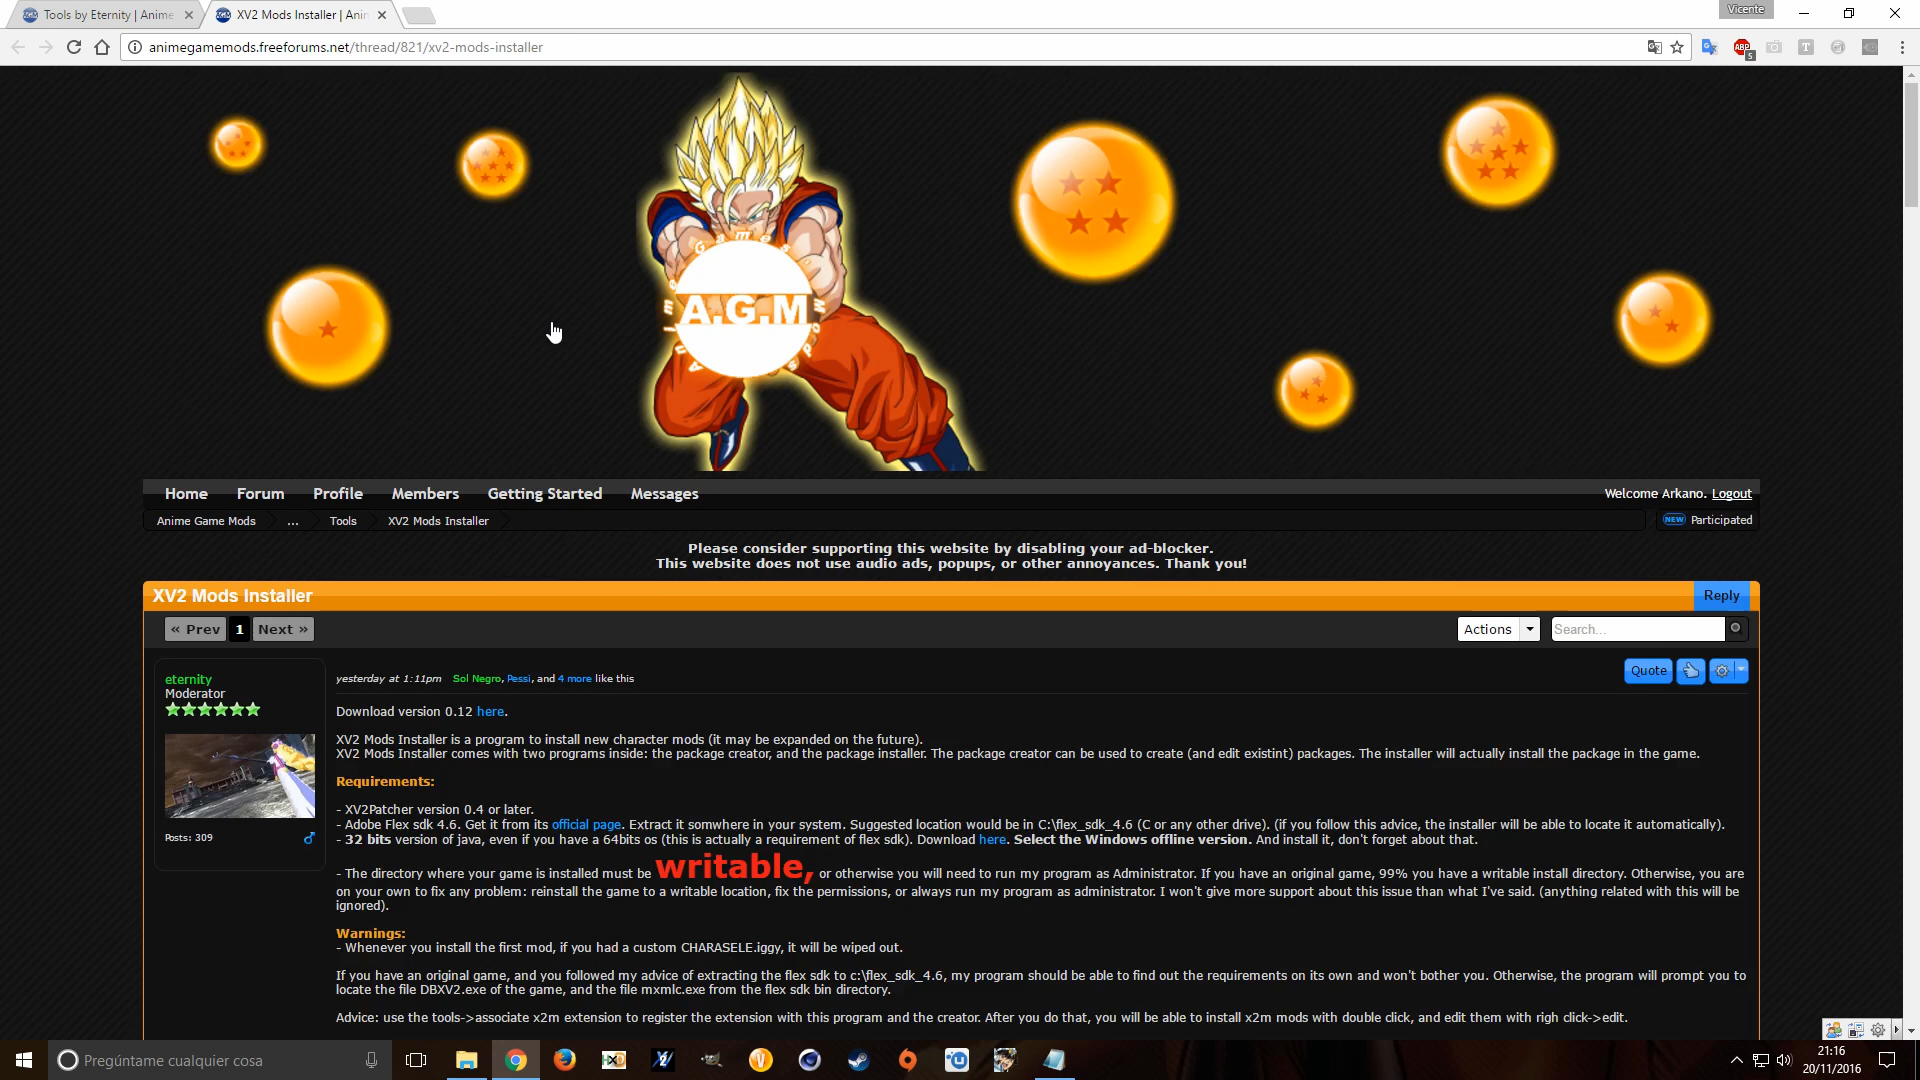 Tools by Eternity | Anime
XV2 Mods Installer | Ani
Vicente
animegamemods.freeforums.net/thread/821/xv2-mods-installer
ABP
5
T
A.G.M
Home Forum Profile Members Getting Started Messages
Welcome Arkano. Logout
Anime Game Mods ... Tools XV2 Mods Installer
NEW Participated
Please consider supporting this website by disabling your ad-blocker.
This website does not use audio ads, popups, or other annoyances. Thank you!
XV2 Mods Installer
Reply
« Prev 1 Next »
Actions
Search...
eternity
Moderator
Posts: 309
Quote
yesterday at 1:11pm Sol Negro, Pessi, and 4 more like this
Download version 0.12 here.
XV2 Mods Installer is a program to install new character mods (it may be expanded on the future).
XV2 Mods Installer comes with two programs inside: the package creator, and the package installer. The package creator can be used to create (and edit existint) packages. The installer will actually install the package in the game.
Requirements:
- XV2Patcher version 0.4 or later.
- Adobe Flex sdk 4.6. Get it from its official page. Extract it somwhere in your system. Suggested location would be in C:\flex_sdk_4.6 (C or any other drive). (if you follow this advice, the installer will be able to locate it automatically).
- 32 bits version of java, even if you have a 64bits os (this is actually a requirement of flex sdk). Download here. Select the Windows offline version. And install it, don't forget about that.
- The directory where your game is installed must be writable, or otherwise you will need to run my program as Administrator. If you have an original game, 99% you have a writable install directory. Otherwise, you are
on your own to fix any problem: reinstall the game to a writable location, fix the permissions, or always run my program as administrator. I won't give more support about this issue than what I've said. (anything related with this will be
ignored).
Warnings:
- Whenever you install the first mod, if you had a custom CHARASELE.iggy, it will be wiped out.
If you have an original game, and you followed my advice of extracting the flex sdk to c:\flex_sdk_4.6, my program should be able to find out the requirements on its own and won't bother you. Otherwise, the program will prompt you to
locate the file DBXV2.exe of the game, and the file mxmlc.exe from the flex sdk bin directory.
Advice: use the tools->associate x2m extension to register the extension with this program and the creator. After you do that, you will be able to install x2m mods with double click, and edit them with righ click->edit.
Pregúntame cualquier cosa
21:16
20/11/2016